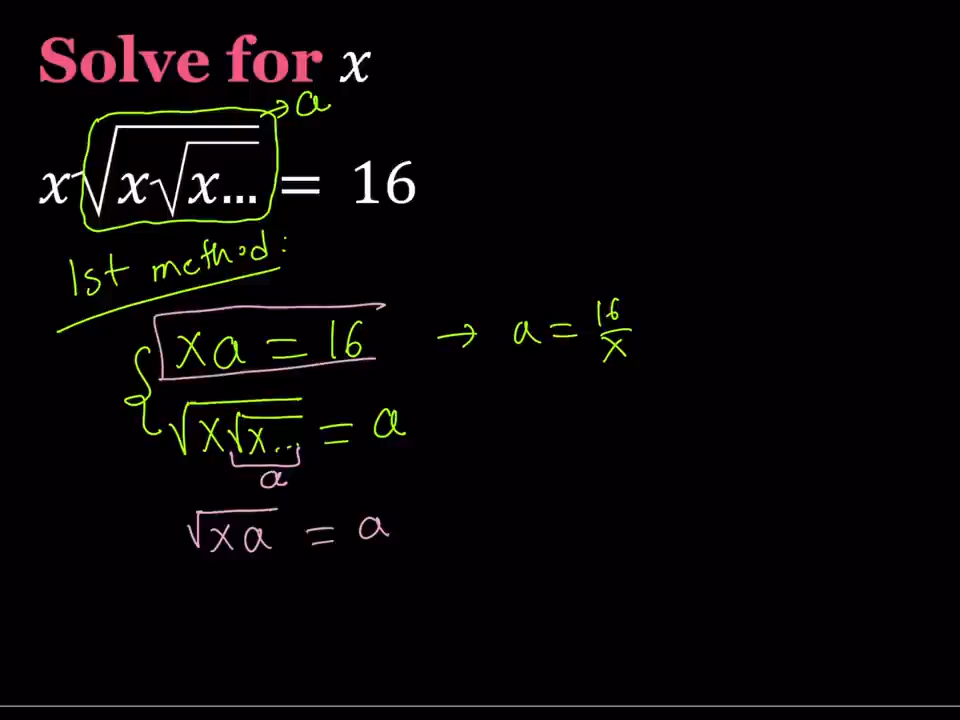 Solve for x
→ a
x√(x√(x...)) = 16
1st method:
xa = 16 → a = 16/x
√(x√(x...)) = a
a
√(xa) = a